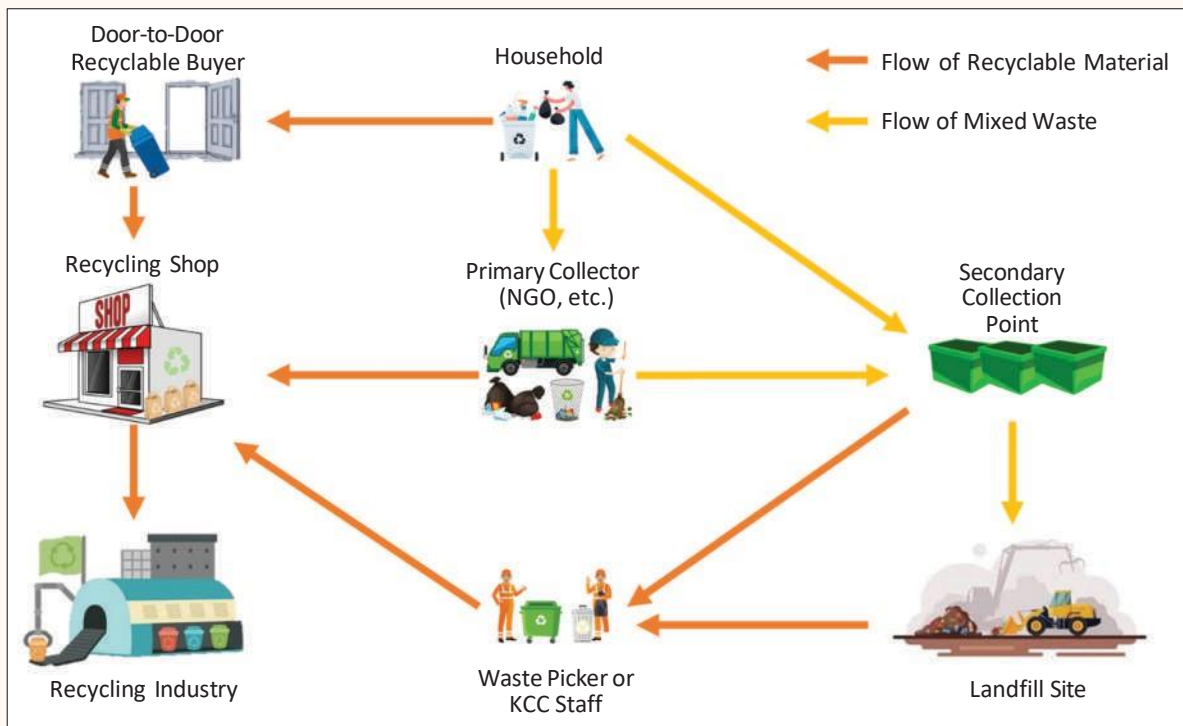 Door-to-Door
Recyclable Buyer
Household
Flow of Recyclable Material
Flow of Mixed Waste
Recycling Shop
SHOP
Primary Collector
(NGO, etc.)
Secondary
Collection
Point
Recycling Industry
Waste Picker or
KCC Staff
Landfill Site